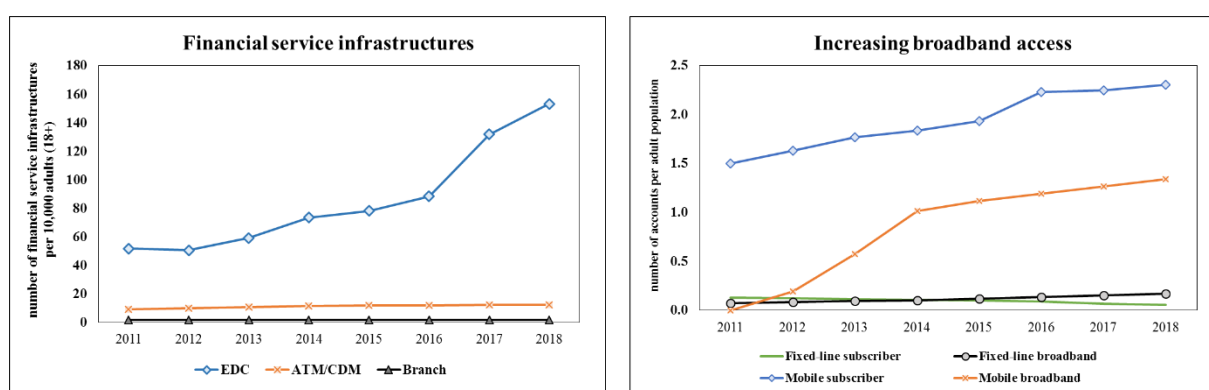 Financial service infrastructures
number of financial service infrastructures
per 10,000 adults (18+)
180
160
140
120
100
80
60
40
20
0
2011 2012 2013 2014 2015 2016 2017 2018
EDC ATM/CDM Branch
Increasing broadband access
number of accounts per adult population
2.5
2.0
1.5
1.0
0.5
0.0
2011 2012 2013 2014 2015 2016 2017 2018
Fixed-line subscriber Fixed-line broadband
Mobile subscriber Mobile broadband